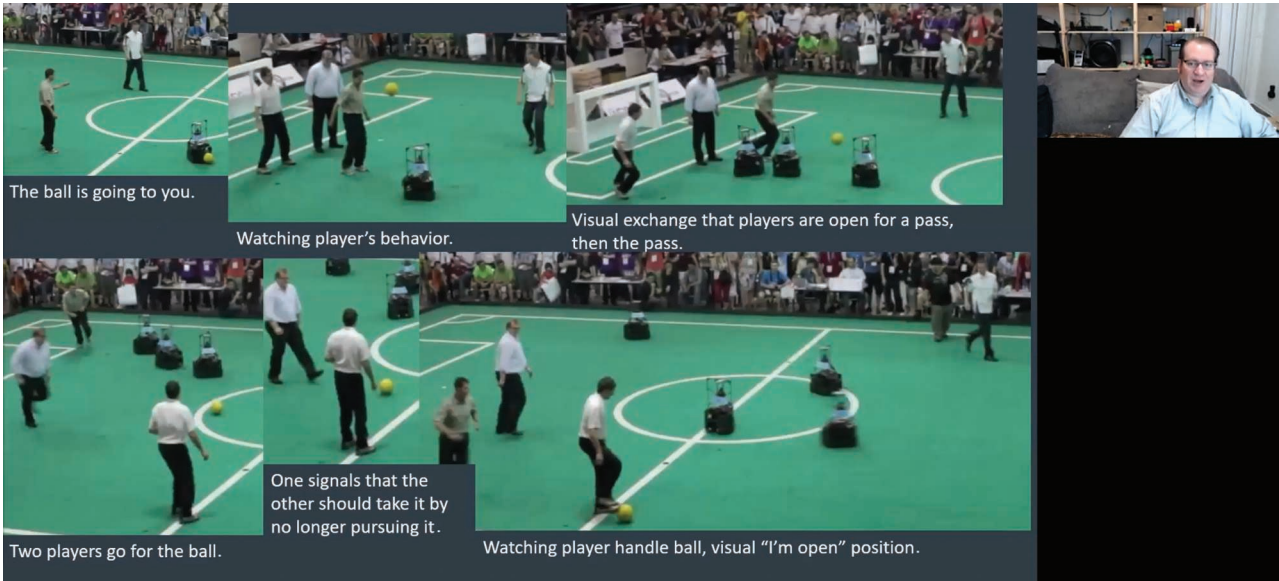 The ball is going to you.
Watching player's behavior.
Visual exchange that players are open for a pass,
then the pass.
Two players go for the ball.
One signals that the
other should take it by
no longer pursuing it.
Watching player handle ball, visual “I'm open” position.